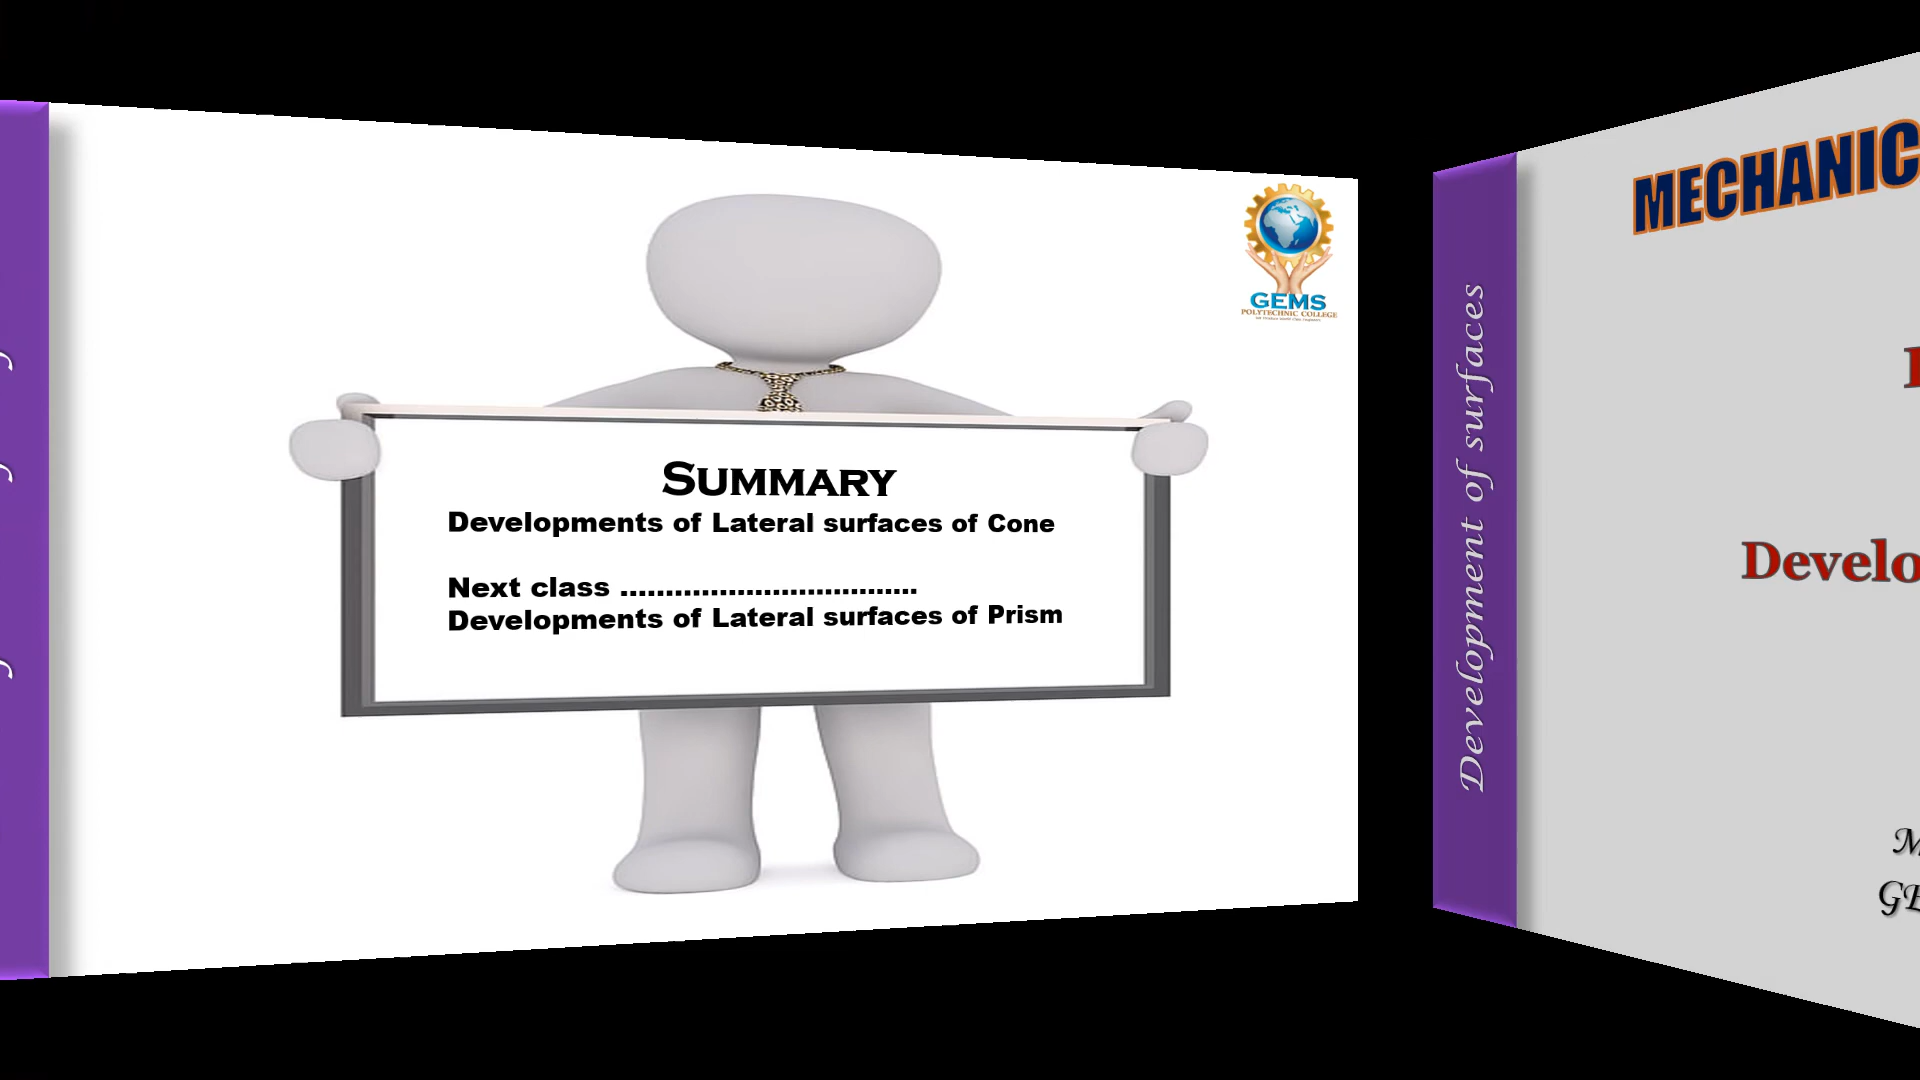 GEMS
POLYTECHNIC COLLEGE
SUMMARY
Developments of Lateral surfaces of Cone
Next class .................................
Developments of Lateral surfaces of Prism
Development of surfaces
MECHANIC
Develo